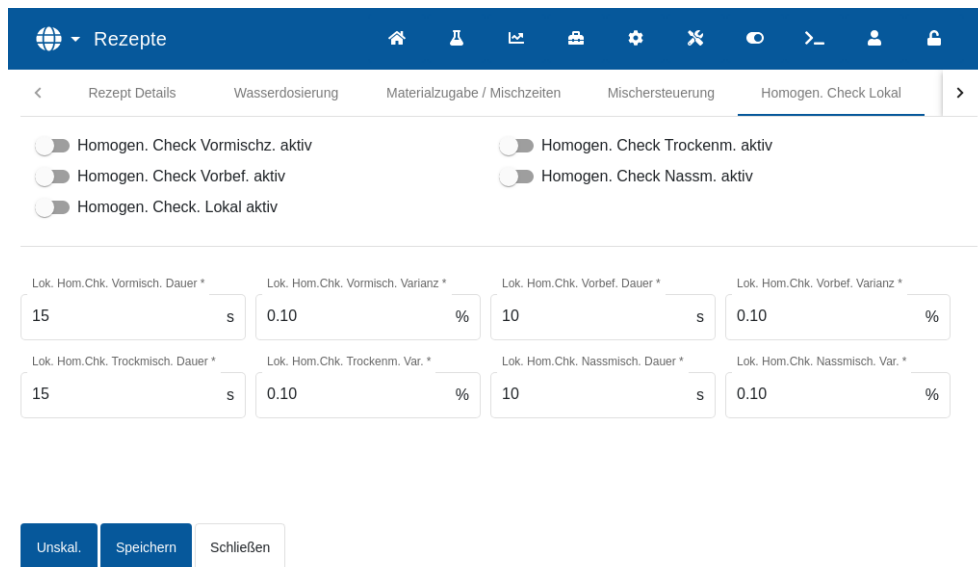 Rezepte
Rezept Details Wasserdosierung Materialzugabe / Mischzeiten Mischersteuerung Homogen. Check Lokal
Homogen. Check Vormischz. aktiv Homogen. Check Trockenm. aktiv
Homogen. Check Vorbef. aktiv Homogen. Check Nassm. aktiv
Homogen. Check. Lokal aktiv
Lok. Hom.Chk. Vormisch. Dauer * Lok. Hom.Chk. Vormisch. Varianz * Lok. Hom.Chk. Vorbef. Dauer * Lok. Hom.Chk. Vorbef. Varianz *
15 s 0.10 % 10 s 0.10 %
Lok. Hom.Chk. Trockmisch. Dauer * Lok. Hom.Chk. Trockenm. Var. * Lok. Hom.Chk. Nassmisch. Dauer * Lok. Hom.Chk. Nassmisch. Var. *
15 s 0.10 % 10 s 0.10 %
Unskal. Speichern Schließen